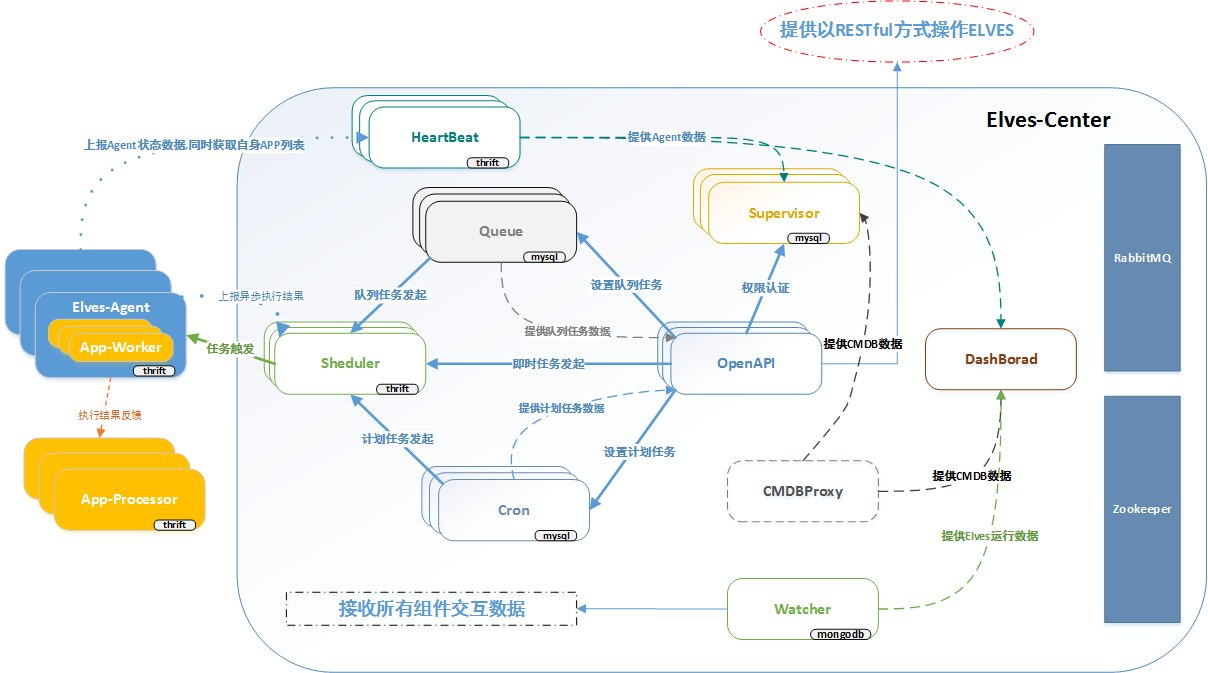 提供以RESTful方式操作ELVES
Elves-Center
HeartBeat
thrift
上报Agent状态数据,同时获取自身APP列表
提供Agent数据
Supervisor
mysql
RabbitMQ
Queue
mysql
设置队列任务
权限认证
队列任务发起
上报异步执行结果
提供队列任务数据
Elves-Agent
App-Worker
thrift
任务触发
Sheduler
thrift
即时任务发起
OpenAPI
提供CMDB数据
DashBorad
执行结果反馈
提供计划任务数据
计划任务发起
设置计划任务
App-Processor
thrift
Cron
mysql
CMDBProxy
提供CMDB数据
Zookeeper
提供Elves运行数据
接收所有组件交互数据
Watcher
mongodb